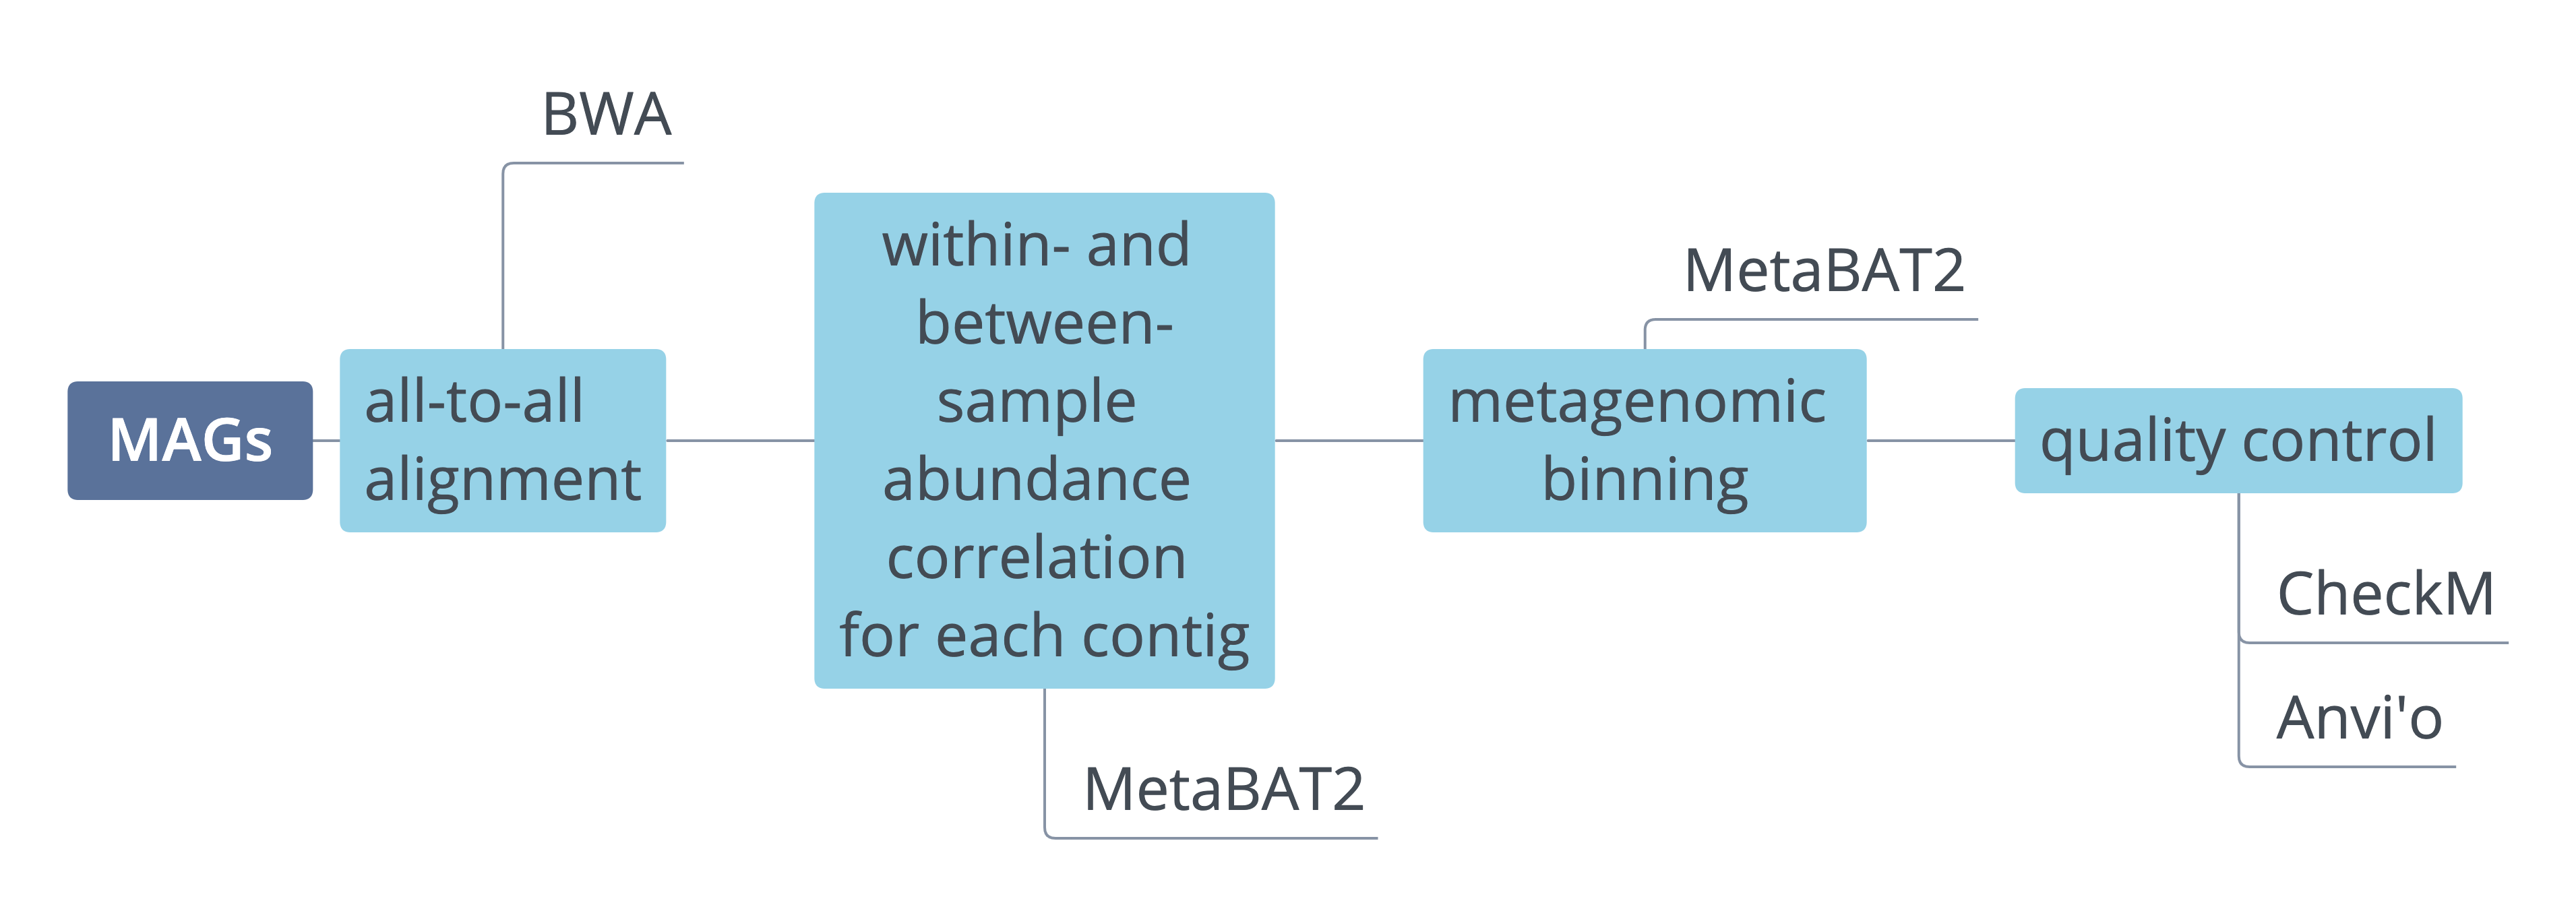 MAGs
BWA
all-to-all
alignment
within- and
between-
sample
abundance
correlation
for each contig
MetaBAT2
MetaBAT2
metagenomic
binning
quality control
CheckM
Anvi'o